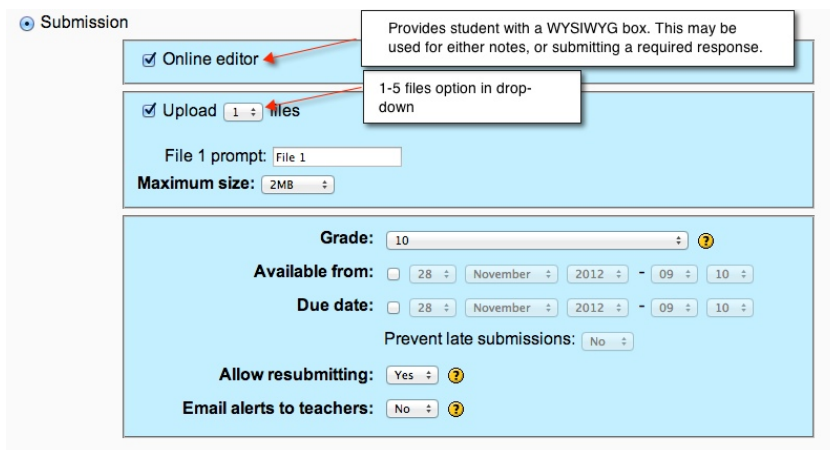 Submission
Provides student with a WYSIWYG box. This may be
used for either notes, or submitting a required response.
Online editor
1-5 files option in drop-
down
Upload 1 files
File 1 prompt: File 1
Maximum size: 2MB
Grade: 10 ?
Available from: 28 November 2012 - 09 10
Due date: 28 November 2012 - 09 10
Prevent late submissions: No
Allow resubmitting: Yes ?
Email alerts to teachers: No ?